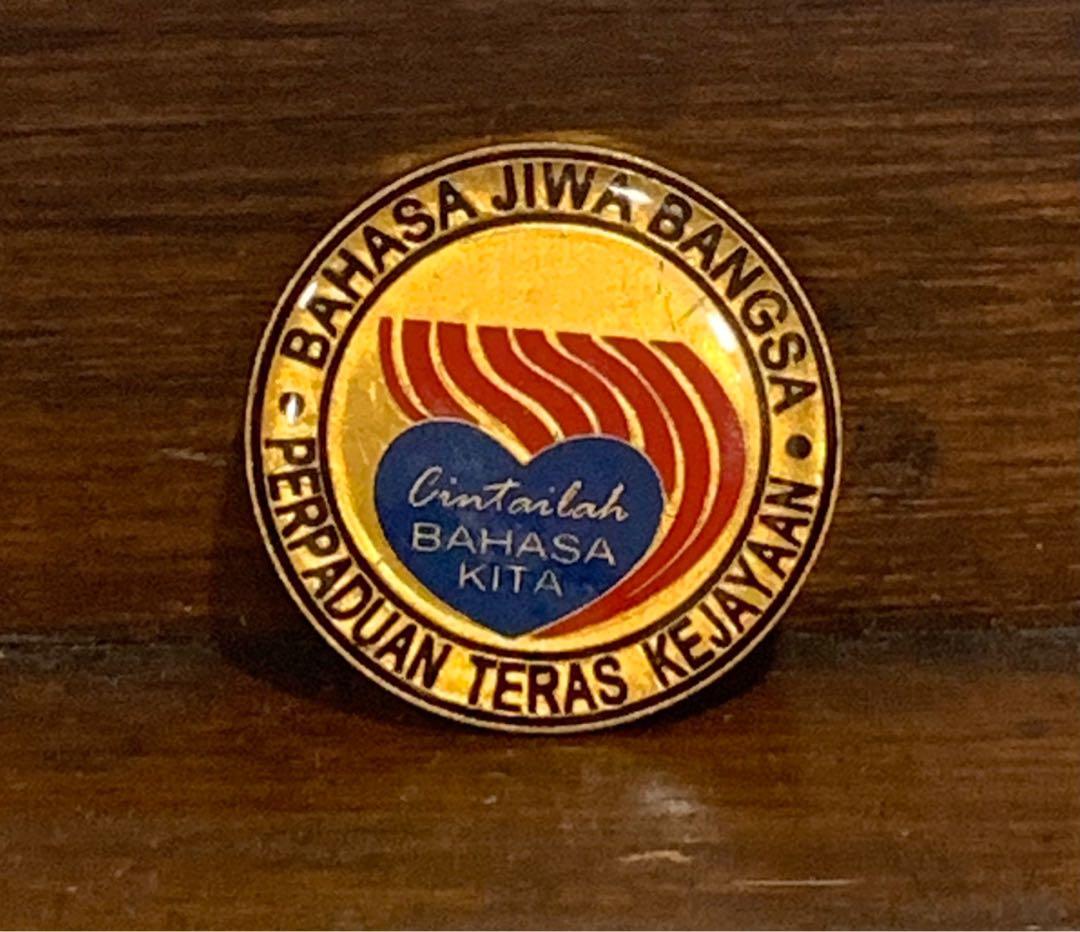 BAHASA JIWA BANGSA
Cintailah
BAHASA
KITA
PERPADUAN TERAS KEJAYAAN